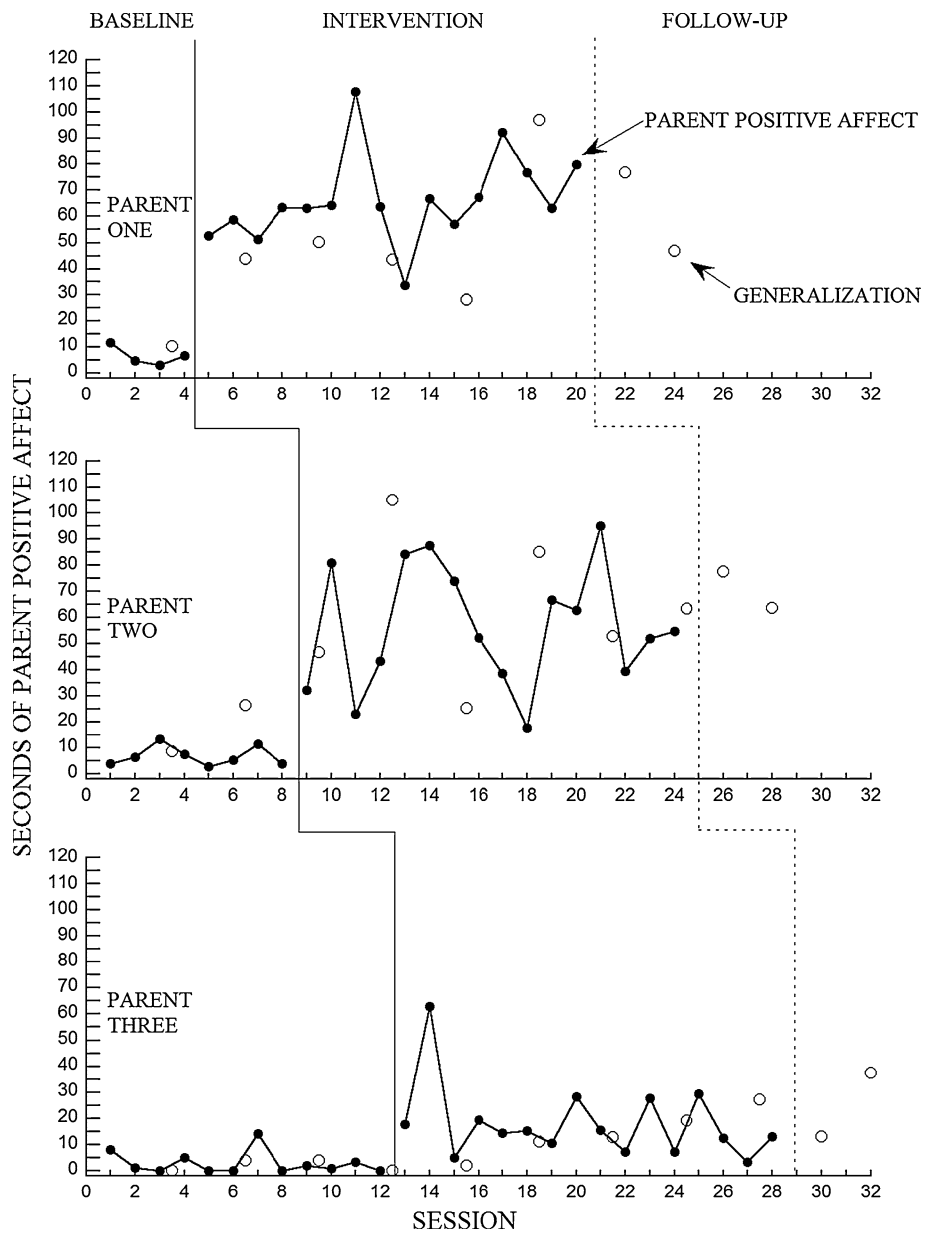 BASELINE INTERVENTION FOLLOW-UP
120
110
100
90
80
70
60
50
40
30
20
10
0
PARENT POSITIVE AFFECT
PARENT
ONE
GENERALIZATION
0 2 4 6 8 10 12 14 16 18 20 22 24 26 28 30 32
SECONDS OF PARENT POSITIVE AFFECT
120
110
100
90
80
70
60
50
40
30
20
10
0
PARENT
TWO
0 2 4 6 8 10 12 14 16 18 20 22 24 26 28 30 32
120
110
100
90
80
70
60
50
40
30
20
10
0
PARENT
THREE
0 2 4 6 8 10 12 14 16 18 20 22 24 26 28 30 32
SESSION